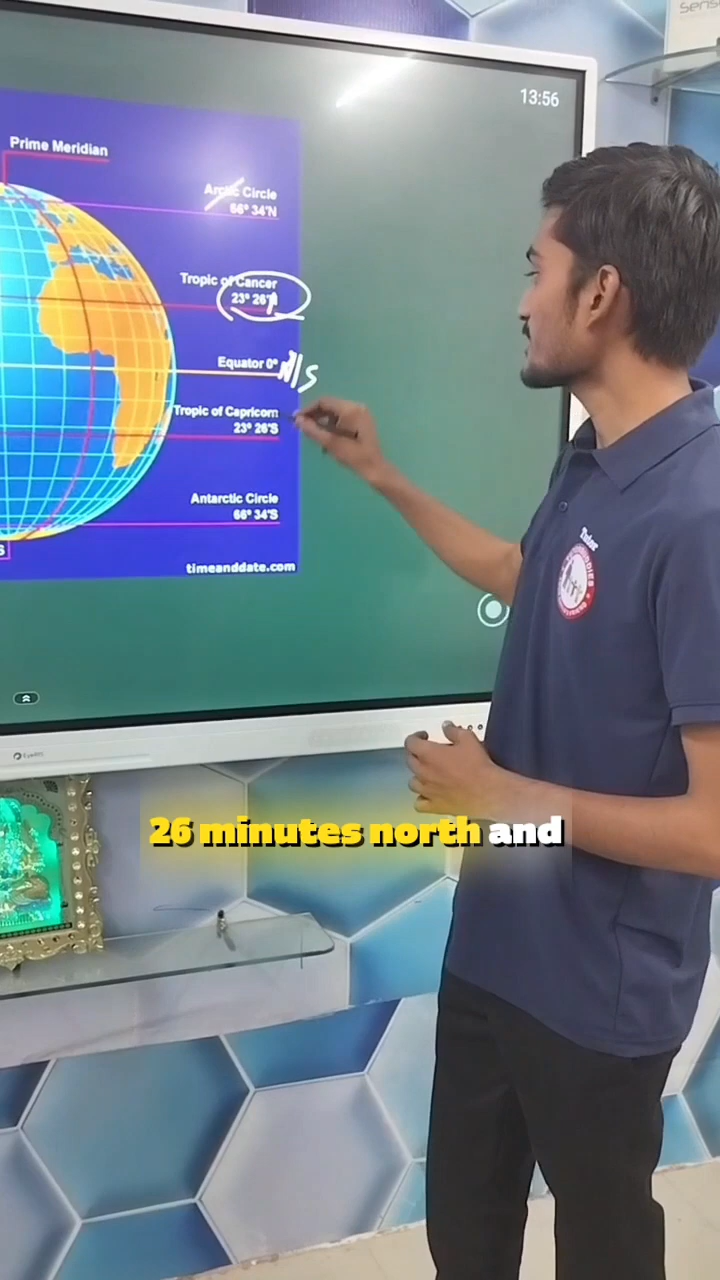 13:56
Prime Meridian
Arctic Circle
66° 34'N
Tropic of Cancer
23° 26'N
Equator 0° N/S
Tropic of Capricorn
23° 26'S
Antarctic Circle
66° 34'S
S
timeanddate.com
Tutor
26 minutes north and